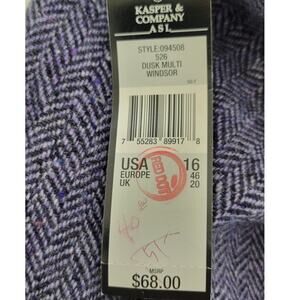 KASPER &
COMPANY
A S L
STYLE:094508
526
DUSK MULTI
WINDSOR
7 55283 89917 8
USA 16
EUROPE 46
UK 20
RED DOT
MSRP
$68.00